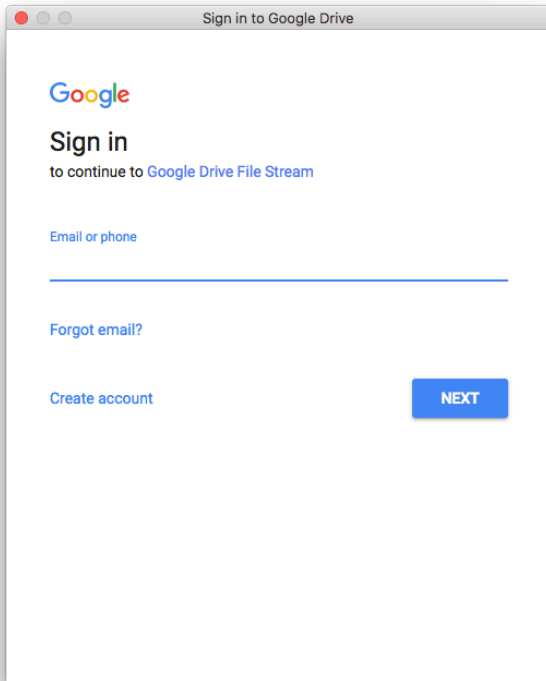 Sign in to Google Drive
Google
Sign in
to continue to Google Drive File Stream
Email or phone
Forgot email?
Create account
NEXT